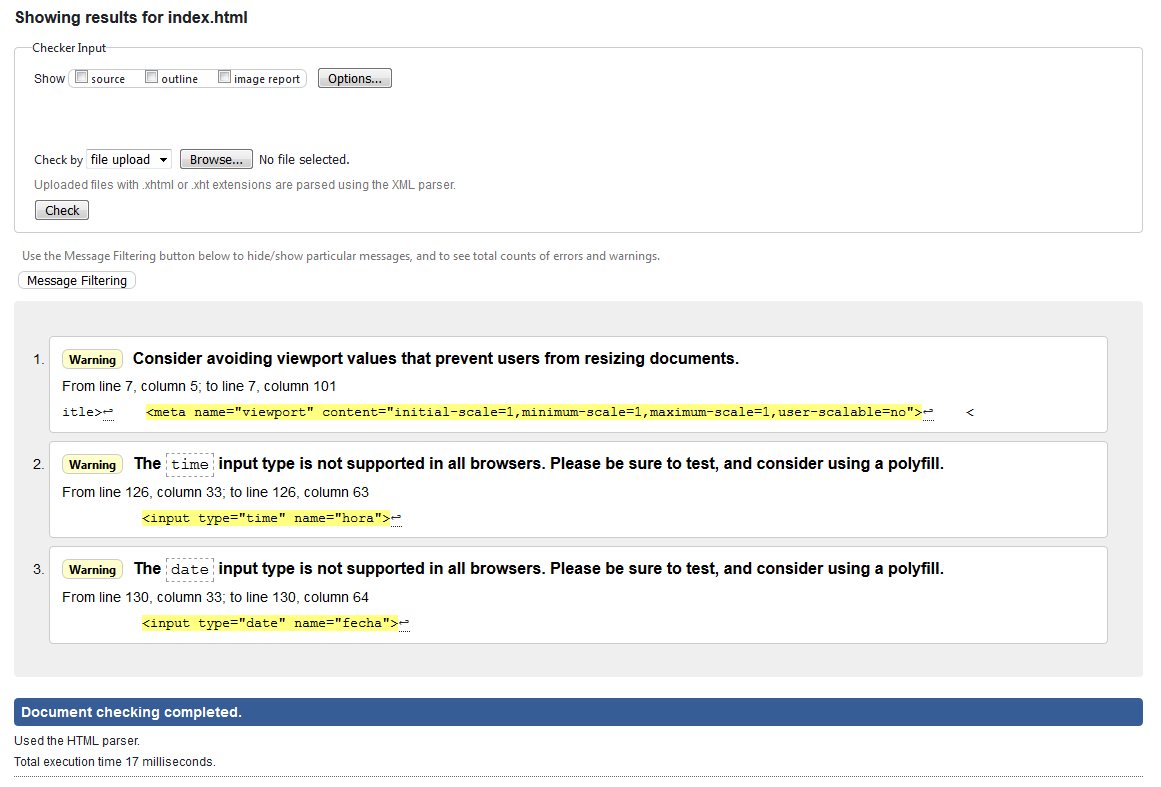 Showing results for index.html
Checker Input
Show source outline image report Options...
Check by file upload Browse... No file selected.
Uploaded files with .xhtml or .xht extensions are parsed using the XML parser.
Check
Use the Message Filtering button below to hide/show particular messages, and to see total counts of errors and warnings.
Message Filtering
1. Warning Consider avoiding viewport values that prevent users from resizing documents.
From line 7, column 5; to line 7, column 101
itle>↩ <meta name="viewport" content="initial-scale=1,minimum-scale=1,maximum-scale=1,user-scalable=no">↩ <
2. Warning The time input type is not supported in all browsers. Please be sure to test, and consider using a polyfill.
From line 126, column 33; to line 126, column 63
<input type="time" name="hora">↩
3. Warning The date input type is not supported in all browsers. Please be sure to test, and consider using a polyfill.
From line 130, column 33; to line 130, column 64
<input type="date" name="fecha">↩
Document checking completed.
Used the HTML parser.
Total execution time 17 milliseconds.